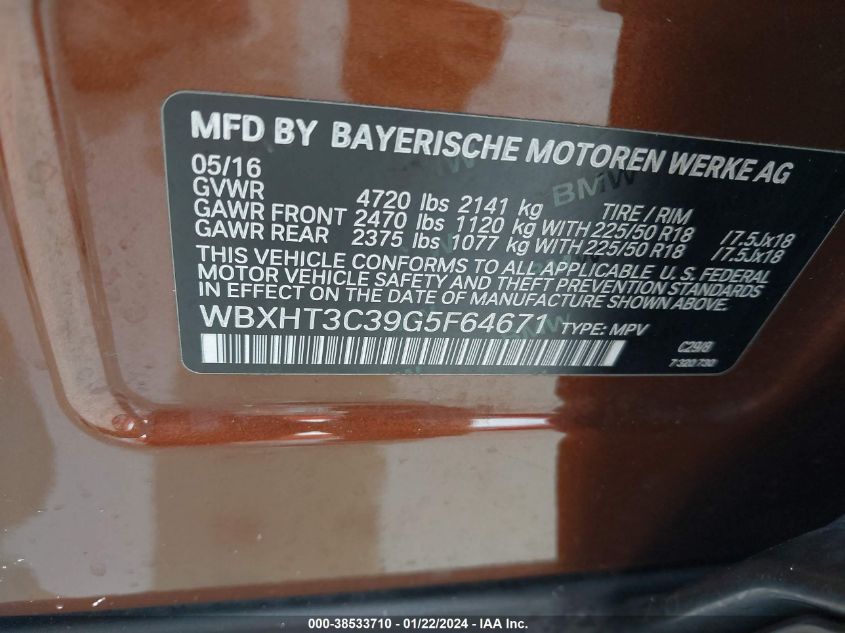 MFD BY BAYERISCHE MOTOREN WERKE AG
05/16
GVWR 4720 lbs 2141 kg TIRE / RIM
GAWR FRONT 2470 lbs 1120 kg WITH 225/50 R18 /7.5Jx18
GAWR REAR 2375 lbs 1077 kg WITH 225/50 R18 /7.5Jx18
THIS VEHICLE CONFORMS TO ALL APPLICABLE U. S. FEDERAL
MOTOR VEHICLE SAFETY AND THEFT PREVENTION STANDARDS
IN EFFECT ON THE DATE OF MANUFACTURE SHOWN ABOVE.
WBXHT3C39G5F64671 TYPE: MPV
C29/8
7 320 730
BMW
000-38533710 - 01/22/2024 - IAA Inc.